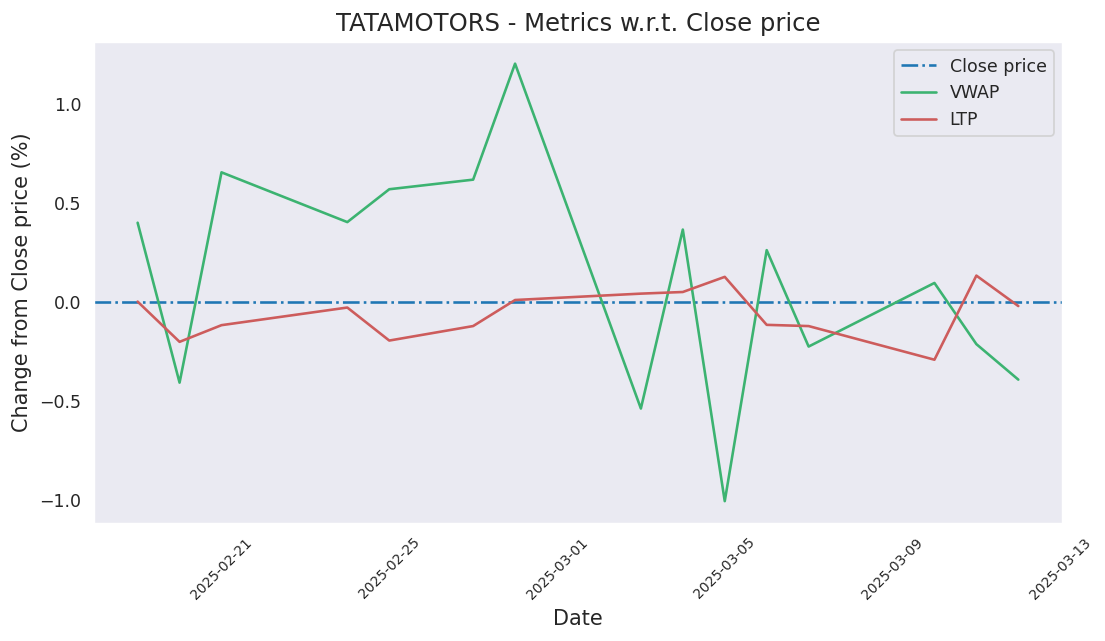 TATAMOTORS - Metrics w.r.t. Close price
Close price
VWAP
LTP
Change from Close price (%)
1.0
0.5
0.0
−0.5
−1.0
2025-02-21
2025-02-25
2025-03-01
2025-03-05
2025-03-09
2025-03-13
Date